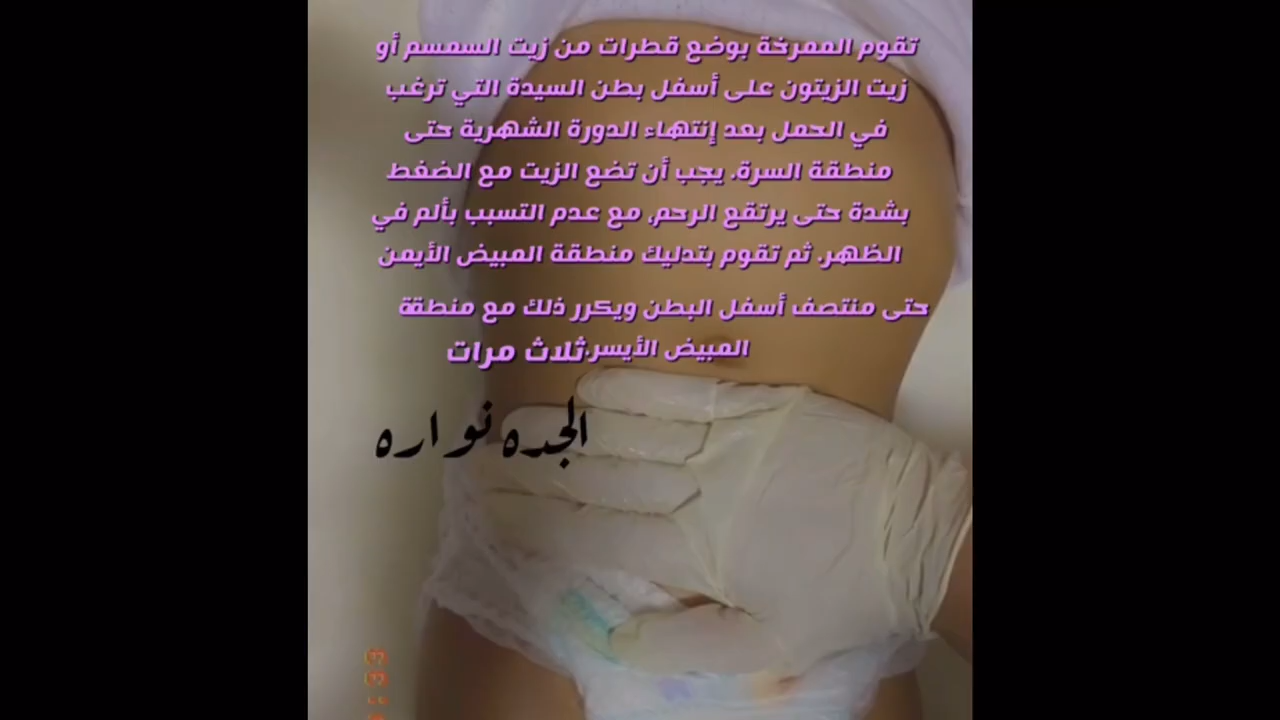 تقوم الممرخة بوضع قطرات من زيت السمسم أو
زيت الزيتون على أسفل بطن السيدة التي ترغب
في الحمل بعد إنتهاء الدورة الشهرية حتى
منطقة السرة. يجب أن تضع الزيت مع الضغط
بشدة حتى يرتفع الرحم, مع عدم التسبب بألم في
الظهر. ثم تقوم بتدليك منطقة المبيض الأيمن
حتى منتصف أسفل البطن ويكرر ذلك مع منطقة
المبيض الأيسر.ثلاث مرات
الجده نواره